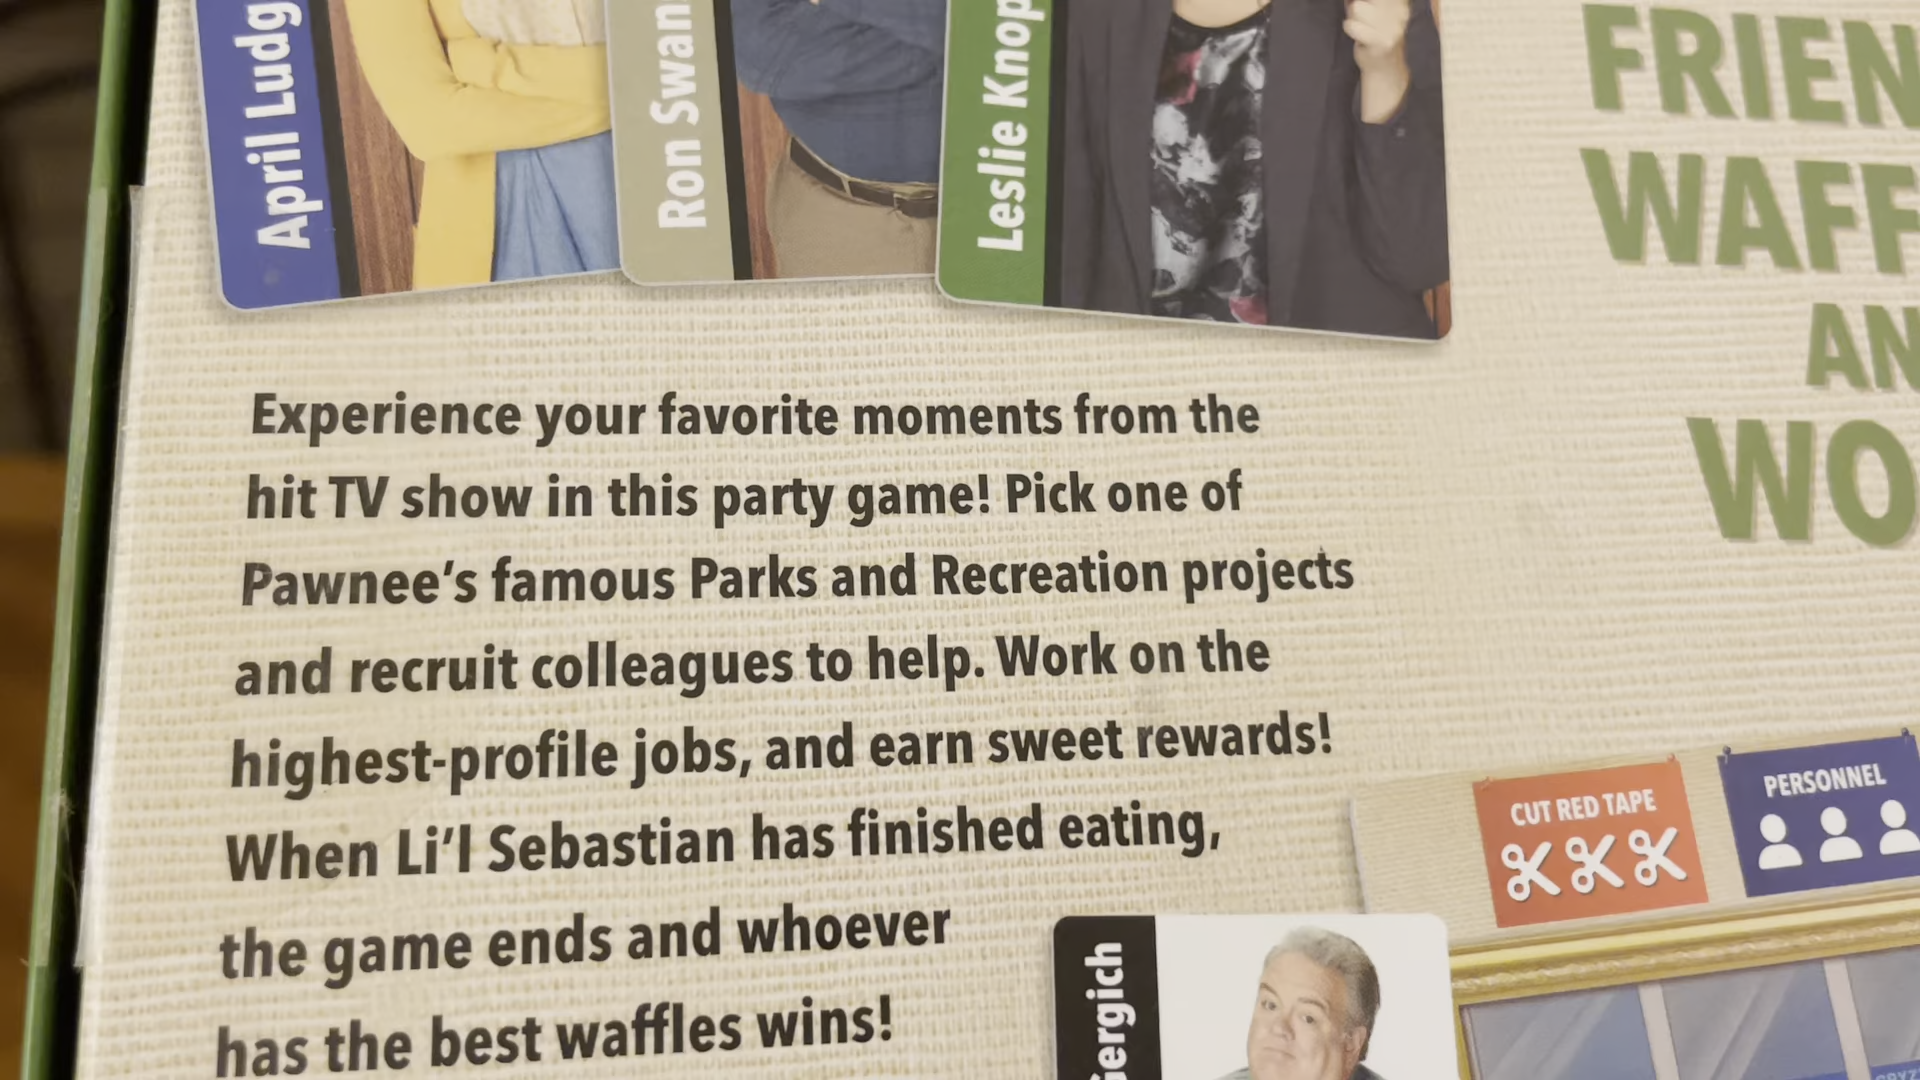 April Ludg
Ron Swan
Leslie Knop
FRIEN
WAFF
AN
WO
Experience your favorite moments from the
hit TV show in this party game! Pick one of
Pawnee's famous Parks and Recreation projects
and recruit colleagues to help. Work on the
highest-profile jobs, and earn sweet rewards!
When Li'l Sebastian has finished eating,
the game ends and whoever
has the best waffles wins!
CUT RED TAPE
PERSONNEL
Gergich